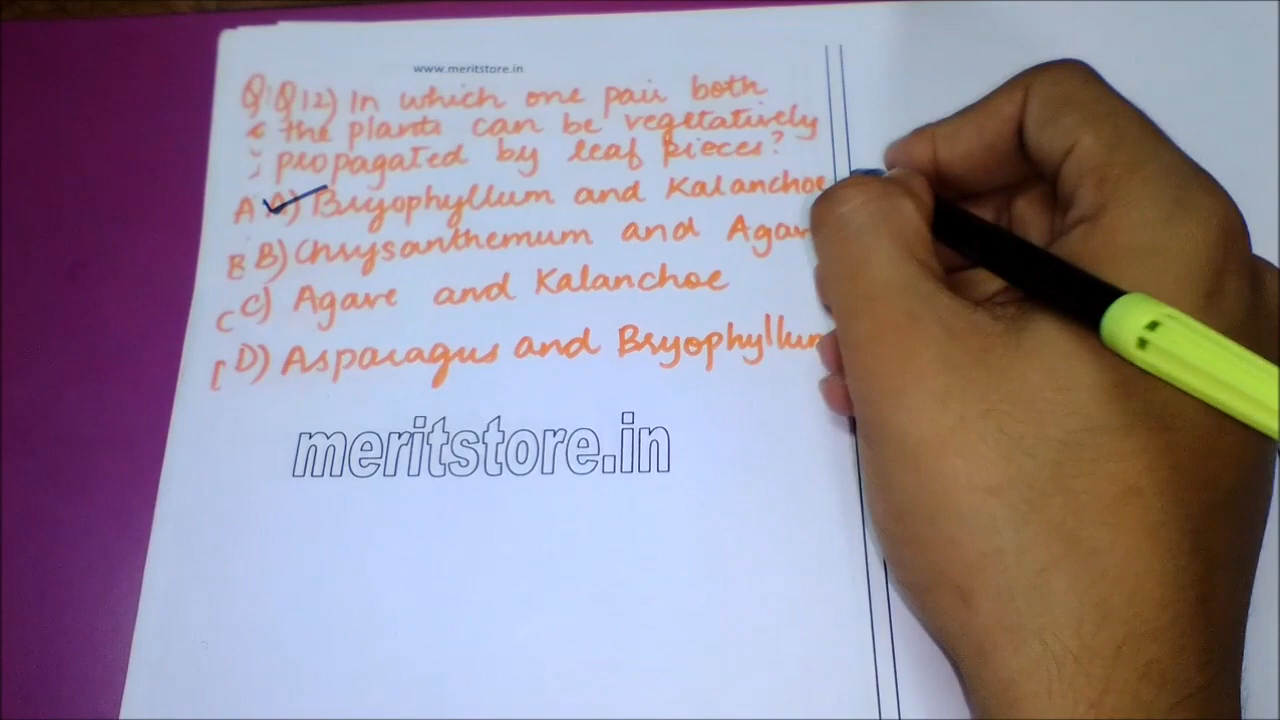 www.meritstore.in
Q12) In which one pair both
the plants can be vegetatively
propagated by leaf pieces?
A) Bryophyllum and Kalanchoe
B) Chrysanthemum and Agav
C) Agave and Kalanchoe
D) Asparagus and Bryophyllum
meritstore.in